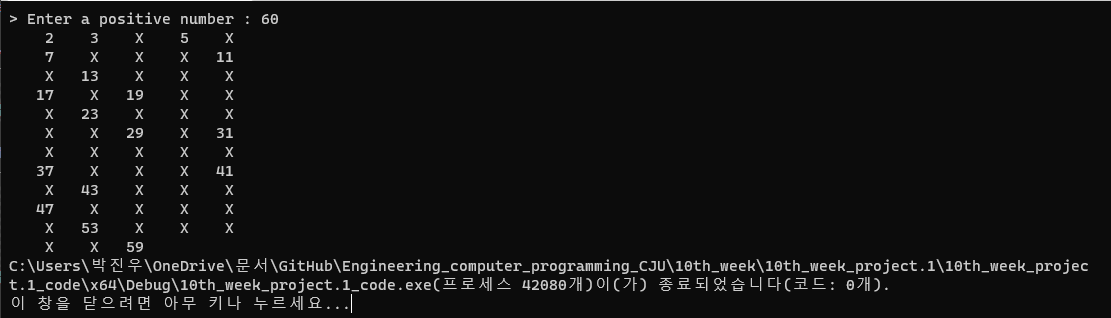 > Enter a positive number : 60
2 3 X 5 X
7 X X X 11
X 13 X X X
17 X 19 X X
X 23 X X X
X X 29 X 31
X X X X X
37 X X X 41
X 43 X X X
47 X X X X
X 53 X X X
X X 59
C:\Users\박진우\OneDrive\문서\GitHub\Engineering_computer_programming_CJU\10th_week\10th_week_project.1\10th_week_projec
t.1_code\x64\Debug\10th_week_project.1_code.exe(프로세스 42080개)이(가) 종료되었습니다(코드: 0개).
이 창을 닫으려면 아무 키나 누르세요...